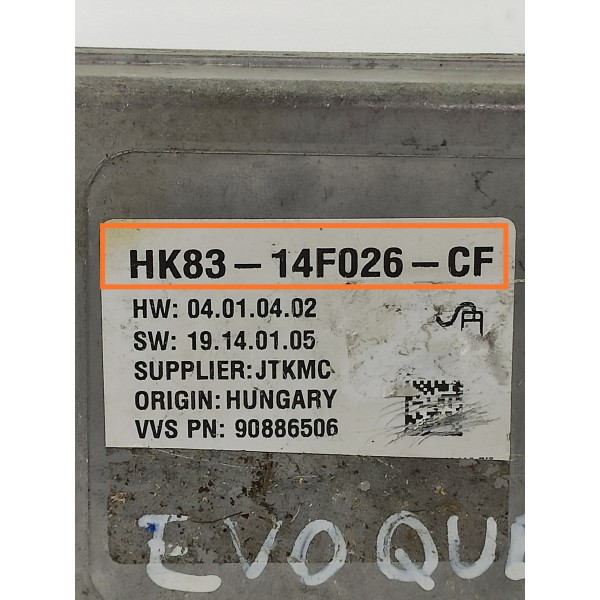 HK83-14F026-CF
HW: 04.01.04.02
SW: 19.14.01.05
SUPPLIER: JTKMC
ORIGIN: HUNGARY
VVS PN: 90886506